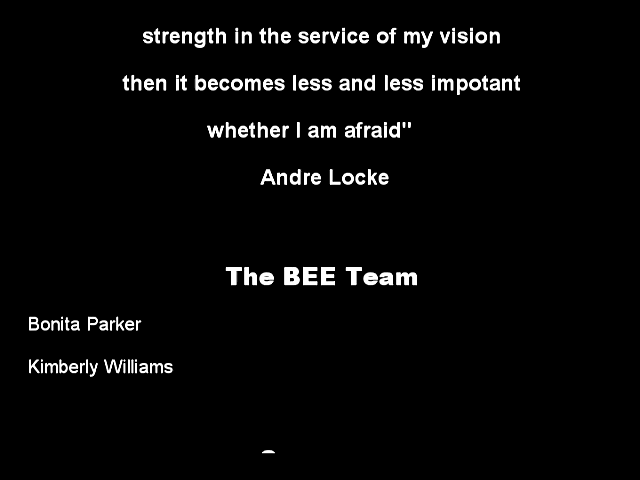 strength in the service of my vision
then it becomes less and less impotant
whether I am afraid"
Andre Locke
The BEE Team
Bonita Parker
Kimberly Williams